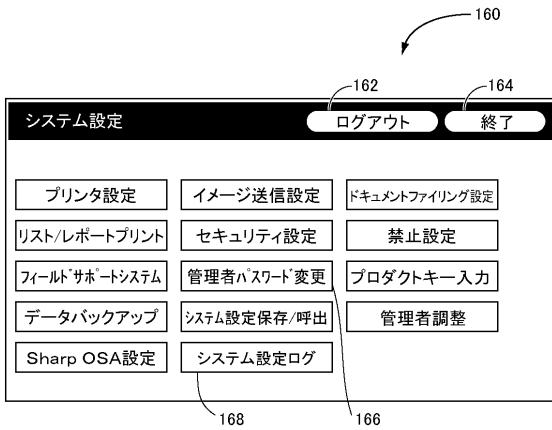 160
162
164
システム設定 ログアウト 終了
プリンタ設定 イメージ送信設定 ドキュメントファイリング設定
リスト/レポートプリント セキュリティ設定 禁止設定
フィールドサポートシステム 管理者パスワード変更 プロダクトキー入力
データバックアップ システム設定保存/呼出 管理者調整
Sharp OSA設定 システム設定ログ
168
166